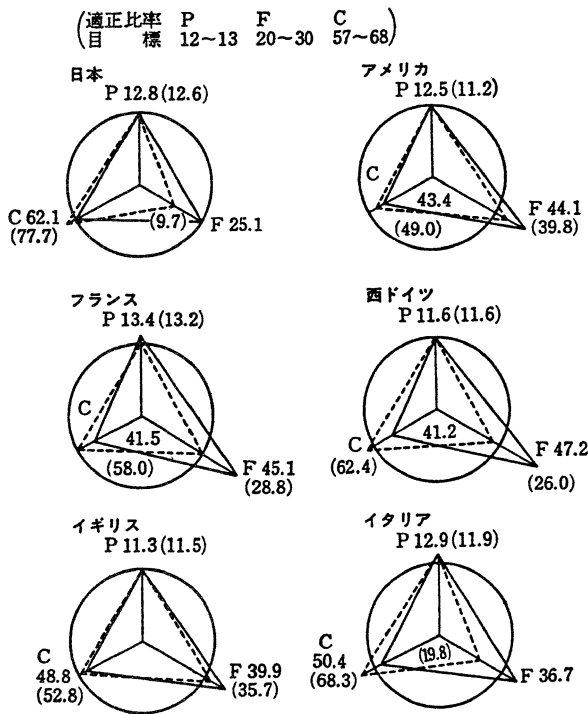 適正比率 P F C
目 標 12~13 20~30 57~68
日本
P 12.8 (12.6)
C 62.1
(77.7)
(9.7)
F 25.1
アメリカ
P 12.5 (11.2)
C
43.4
(49.0)
F 44.1
(39.8)
フランス
P 13.4 (13.2)
C
41.5
(58.0)
F 45.1
(28.8)
西ドイツ
P 11.6 (11.6)
C
(62.4)
41.2
F 47.2
(26.0)
イギリス
P 11.3 (11.5)
C
48.8
(52.8)
F 39.9
(35.7)
イタリア
P 12.9 (11.9)
C
50.4
(68.3)
(19.8)
F 36.7